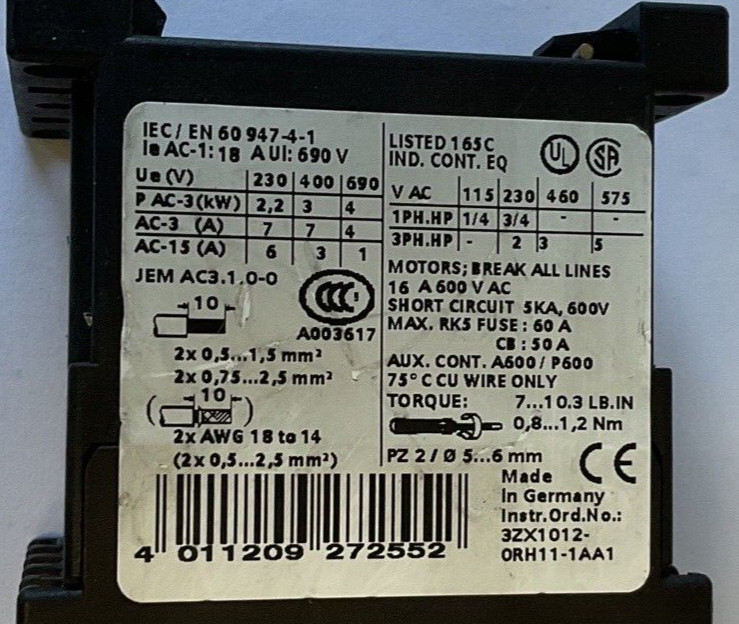 IEC/ EN 60 947-4-1
Ie AC-1: 18 A UI: 690 V
Ue (V) 230 400 690
P AC-3 (kW) 2,2 3 4
AC-3 (A) 7 7 4
AC-15 (A) 6 3 1
JEM AC3.1.0-0
CCC
A003617
10
2x 0,5...1,5 mm²
2x 0,75...2,5 mm²
( 10 )
2x AWG 18 to 14
(2x 0,5...2,5 mm²)
LISTED 165C
IND. CONT. EQ
UL SA
V AC 115 230 460 575
1PH.HP 1/4 3/4 - -
3PH.HP - 2 3 5
MOTORS; BREAK ALL LINES
16 A 600 V AC
SHORT CIRCUIT 5KA, 600V
MAX. RK5 FUSE : 60 A
CB : 50 A
AUX. CONT. A600 / P600
75° C CU WIRE ONLY
TORQUE: 7...10.3 LB.IN
0,8...1,2 Nm
PZ 2 / Ø 5...6 mm
CE
Made
In Germany
Instr.Ord.No.:
3ZX1012-
0RH11-1AA1
4 011209 272552